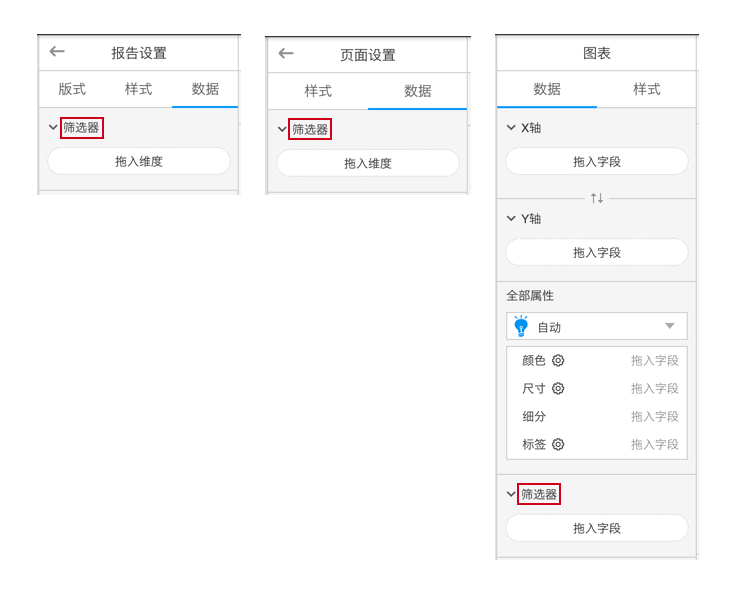 报告设置
版式 样式 数据
筛选器
拖入维度
页面设置
样式 数据
筛选器
拖入维度
图表
数据 样式
X轴
拖入字段
Y轴
拖入字段
全部属性
自动
颜色 拖入字段
尺寸 拖入字段
细分 拖入字段
标签 拖入字段
筛选器
拖入字段